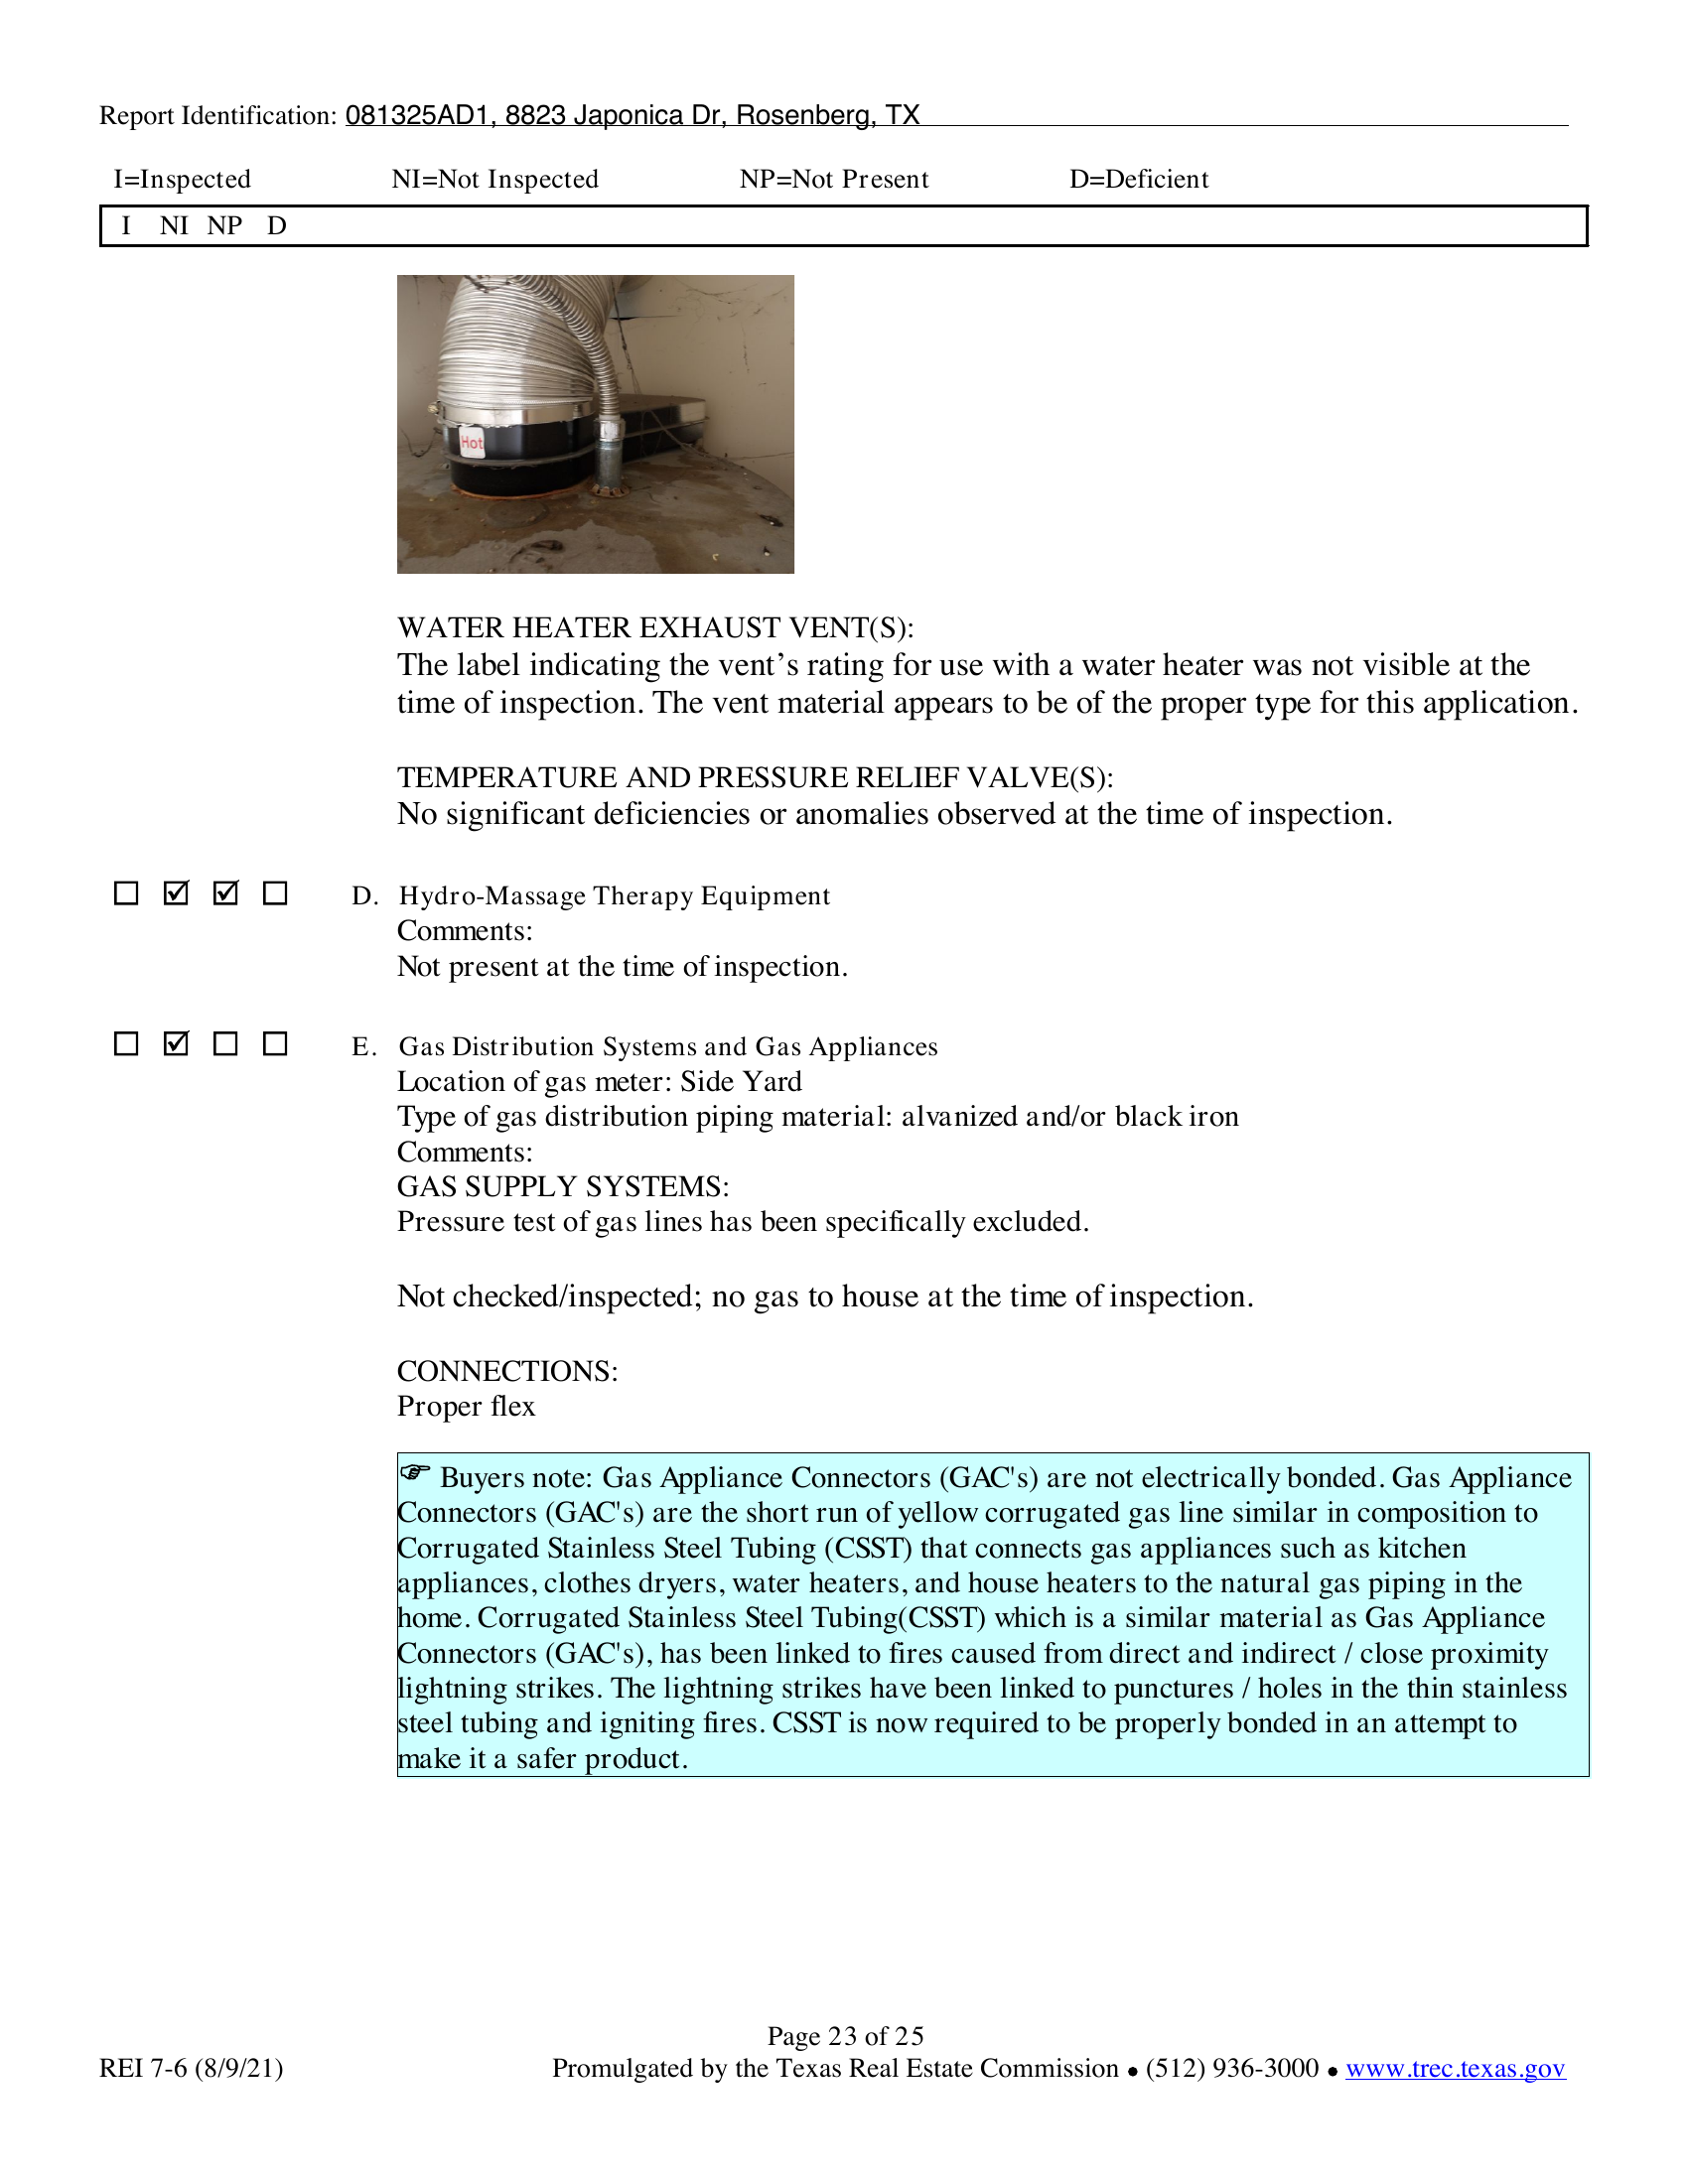 Report Identification: 081325AD1, 8823 Japonica Dr, Rosenberg, TX
I=Inspected NI=Not Inspected NP=Not Present D=Deficient
I NI NP D
Hot
WATER HEATER EXHAUST VENT(S):
The label indicating the vent’s rating for use with a water heater was not visible at the
time of inspection. The vent material appears to be of the proper type for this application.
TEMPERATURE AND PRESSURE RELIEF VALVE(S):
No significant deficiencies or anomalies observed at the time of inspection.
☐ ☑ ☑ ☐ D. Hydro-Massage Therapy Equipment
Comments:
Not present at the time of inspection.
☐ ☑ ☐ ☐ E. Gas Distribution Systems and Gas Appliances
Location of gas meter: Side Yard
Type of gas distribution piping material: alvanized and/or black iron
Comments:
GAS SUPPLY SYSTEMS:
Pressure test of gas lines has been specifically excluded.
Not checked/inspected; no gas to house at the time of inspection.
CONNECTIONS:
Proper flex
☞ Buyers note: Gas Appliance Connectors (GAC's) are not electrically bonded. Gas Appliance
Connectors (GAC's) are the short run of yellow corrugated gas line similar in composition to
Corrugated Stainless Steel Tubing (CSST) that connects gas appliances such as kitchen
appliances, clothes dryers, water heaters, and house heaters to the natural gas piping in the
home. Corrugated Stainless Steel Tubing(CSST) which is a similar material as Gas Appliance
Connectors (GAC's), has been linked to fires caused from direct and indirect / close proximity
lightning strikes. The lightning strikes have been linked to punctures / holes in the thin stainless
steel tubing and igniting fires. CSST is now required to be properly bonded in an attempt to
make it a safer product.
Page 23 of 25
REI 7-6 (8/9/21) Promulgated by the Texas Real Estate Commission ● (512) 936-3000 ● www.trec.texas.gov